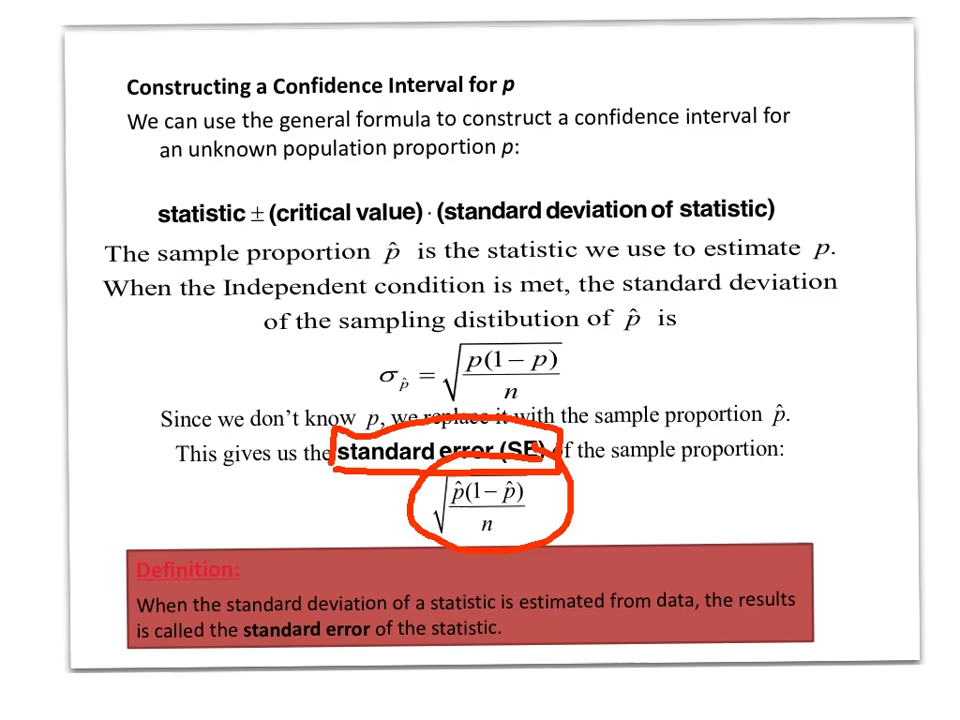 Constructing a Confidence Interval for p
We can use the general formula to construct a confidence interval for
an unknown population proportion p:
statistic ± (critical value) · (standard deviation of statistic)
The sample proportion p̂ is the statistic we use to estimate p.
When the Independent condition is met, the standard deviation
of the sampling distibution of p̂ is
σ_p̂ = √(p(1 − p)/n)
Since we don't know p, we replace it with the sample proportion p̂.
This gives us the standard error (SE) of the sample proportion:
√(p̂(1 − p̂)/n)
Definition:
When the standard deviation of a statistic is estimated from data, the results
is called the standard error of the statistic.